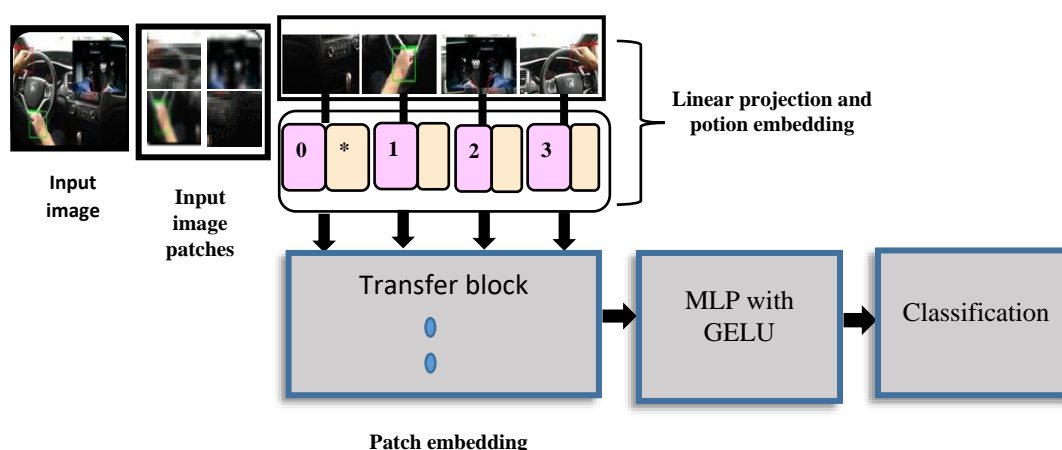 Linear projection and
potion embedding
0 * 1 2 3
Input
image
Input
image
patches
Transfer block
MLP with
GELU
Classification
Patch embedding